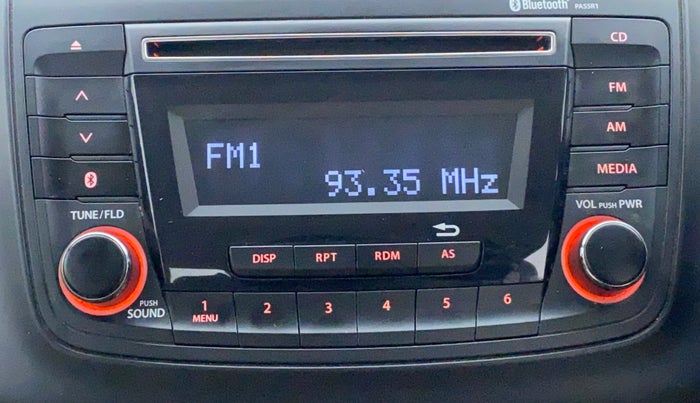 Bluetooth PASSR1
CD
FM
AM
MEDIA
FM1
93.35 MHz
TUNE/FLD
VOL PUSH PWR
DISP RPT RDM AS
PUSH SOUND
1 MENU 2 3 4 5 6